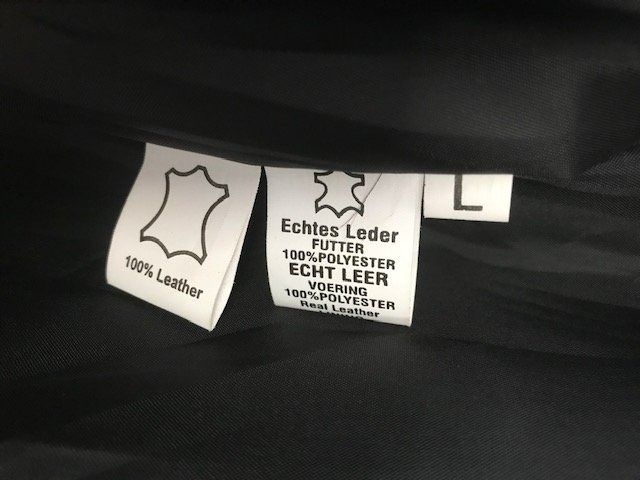 100% Leather
Echtes Leder
FUTTER
100%POLYESTER
ECHT LEER
VOERING
100%POLYESTER
Real Leather
L